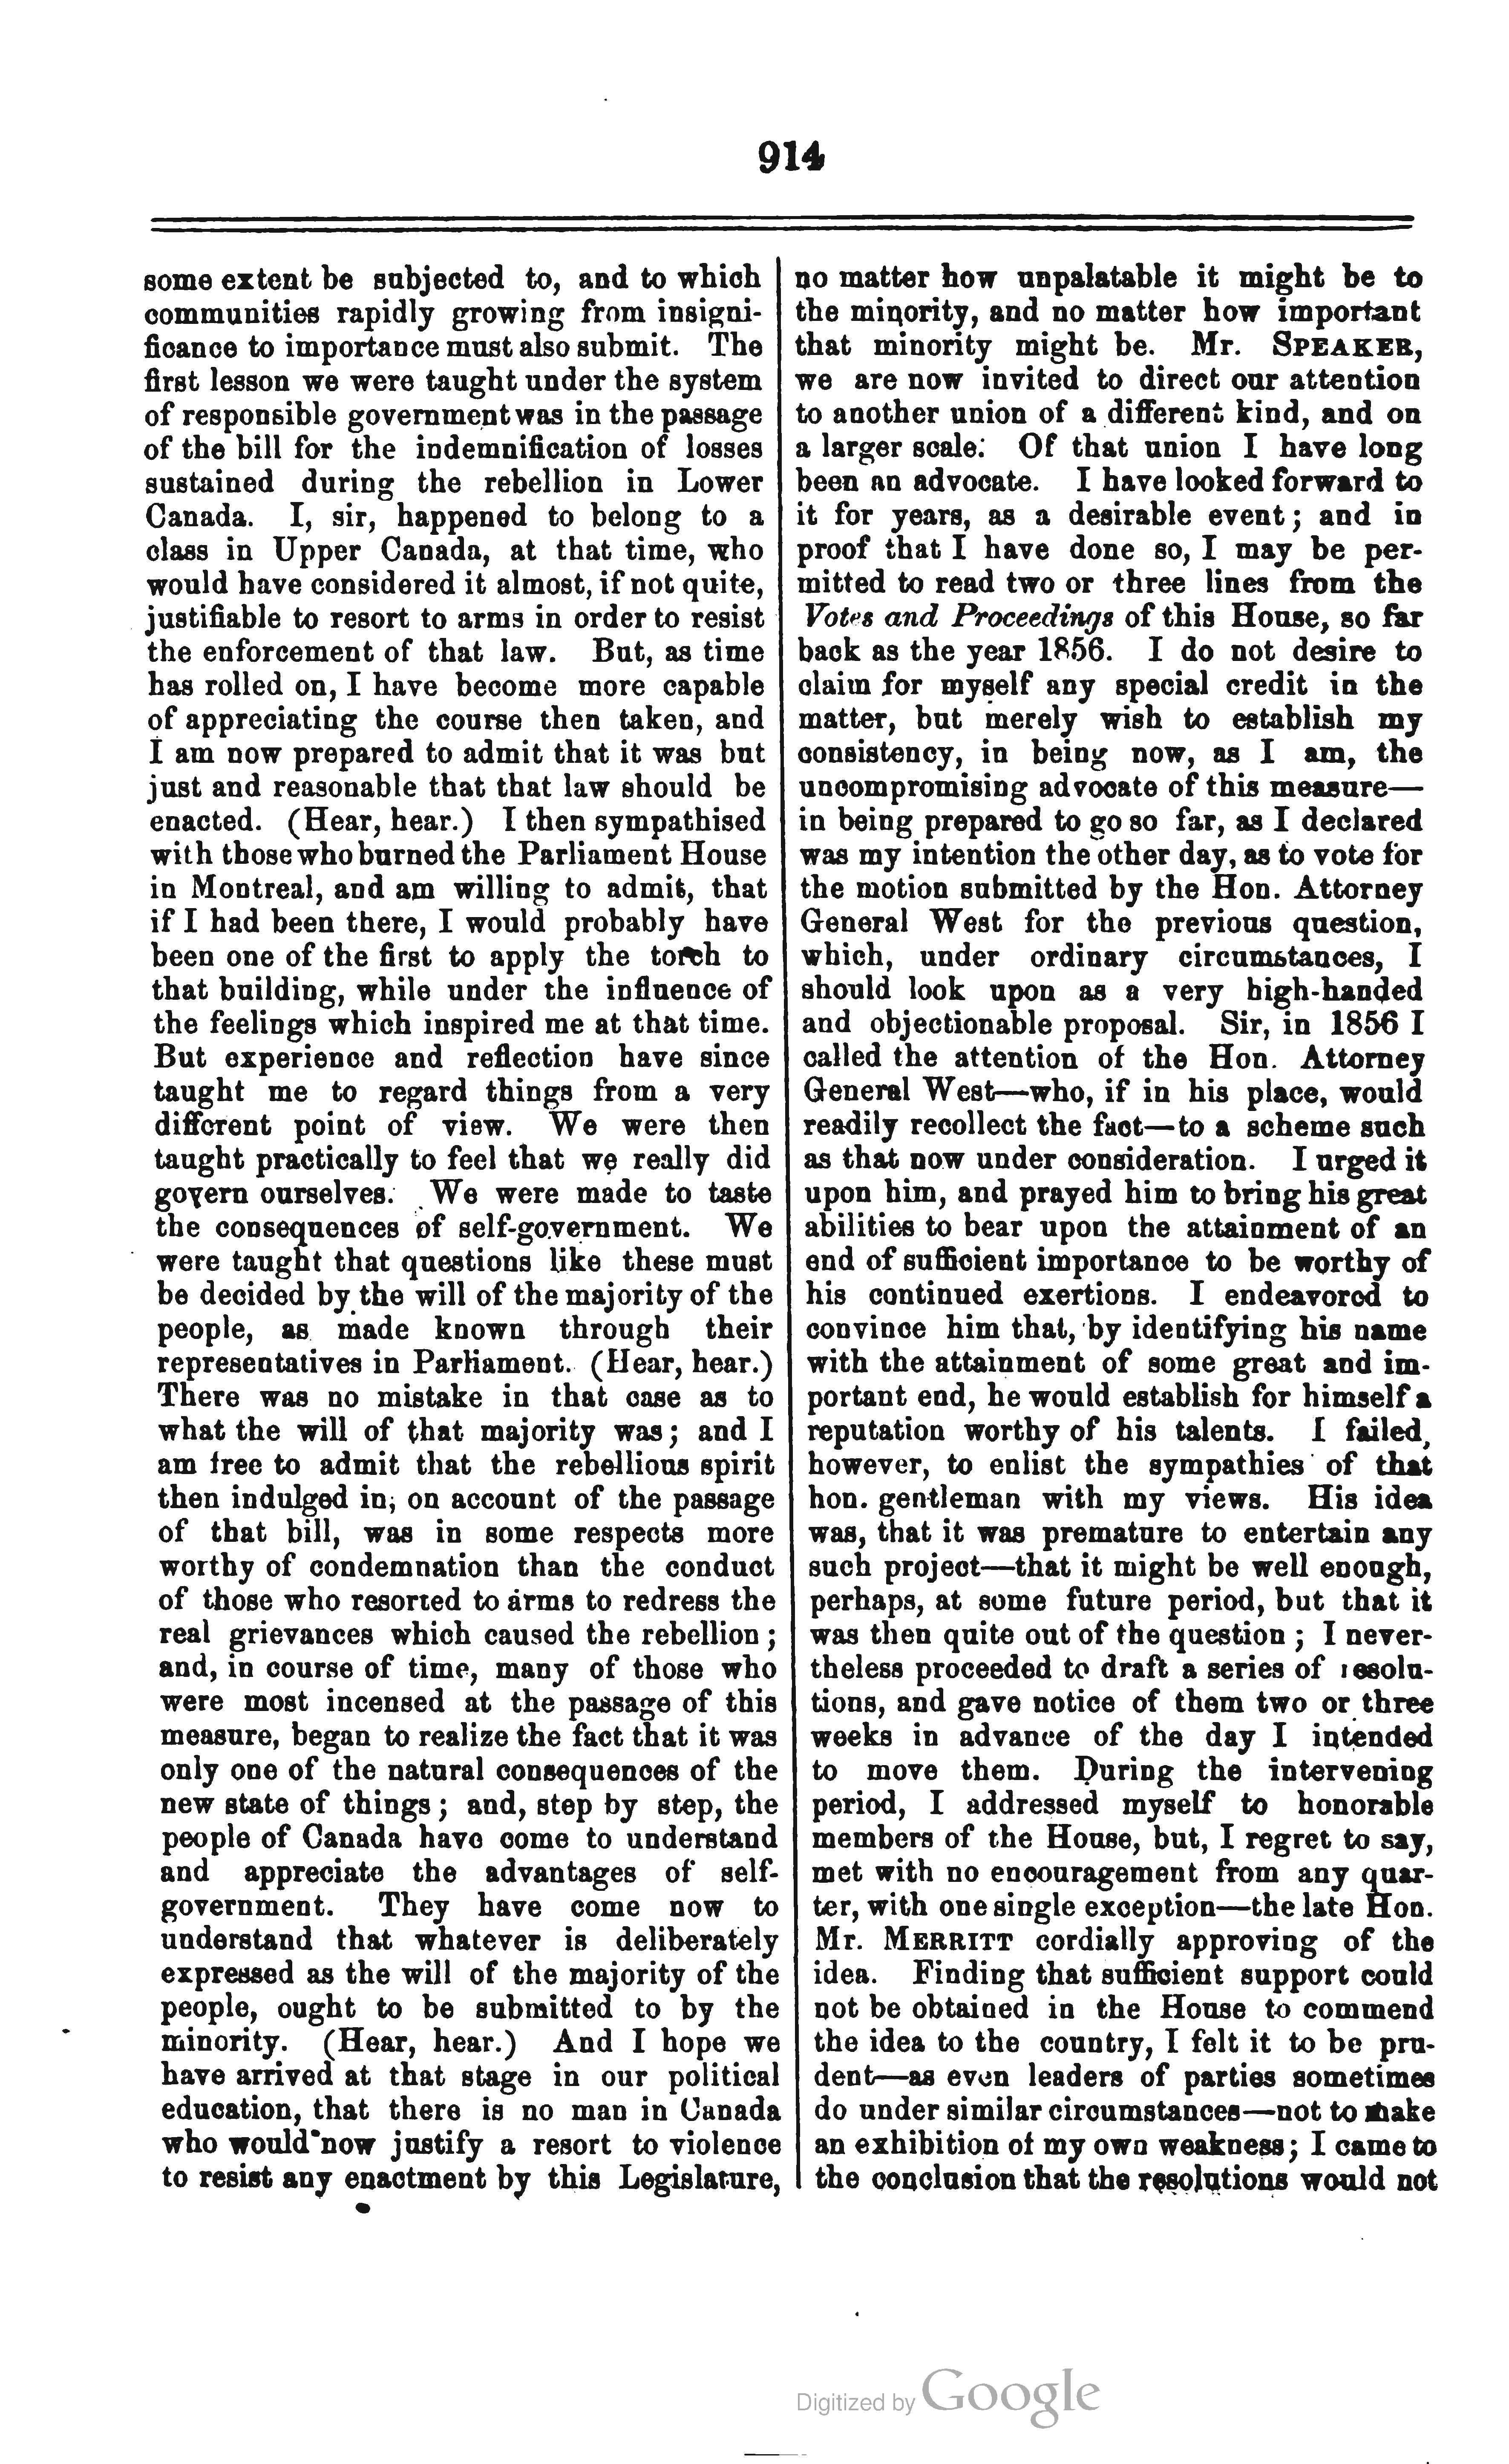 914
some extent be subjected to, and to which
communities rapidly growing from insigni-
ficance to importance must also submit. The
first lesson we were taught under the system
of responsible government was in the passage
of the bill for the indemnification of losses
sustained during the rebellion in Lower
Canada. I, sir, happened to belong to a
class in Upper Canada, at that time, who
would have considered it almost, if not quite,
justifiable to resort to arms in order to resist
the enforcement of that law. But, as time
has rolled on, I have become more capable
of appreciating the course then taken, and
I am now prepared to admit that it was but
just and reasonable that that law should be
enacted. (Hear, hear.) I then sympathised
with those who burned the Parliament House
in Montreal, and am willing to admit, that
if I had been there, I would probably have
been one of the first to apply the torch to
that building, while under the influence of
the feelings which inspired me at that time.
But experience and reflection have since
taught me to regard things from a very
different point of view. We were then
taught practically to feel that we really did
govern ourselves. We were made to taste
the consequences of self-government. We
were taught that questions like these must
be decided by the will of the majority of the
people, as made known through their
representatives in Parliament. (Hear, hear.)
There was no mistake in that case as to
what the will of that majority was; and I
am free to admit that the rebellious spirit
then indulged in, on account of the passage
of that bill, was in some respects more
worthy of condemnation than the conduct
of those who resorted to arms to redress the
real grievances which caused the rebellion;
and, in course of time, many of those who
were most incensed at the passage of this
measure, began to realize the fact that it was
only one of the natural consequences of the
new state of things; and, step by step, the
people of Canada have come to understand
and appreciate the advantages of self-
government. They have come now to
understand that whatever is deliberately
expressed as the will of the majority of the
people, ought to be submitted to by the
minority. (Hear, hear.) And I hope we
have arrived at that stage in our political
education, that there is no man in Canada
who would now justify a resort to violence
to resist any enactment by this Legislature,
no matter how unpalatable it might be to
the minority, and no matter how important
that minority might be. Mr. SPEAKER,
we are now invited to direct our attention
to another union of a different kind, and on
a larger scale. Of that union I have long
been an advocate. I have looked forward to
it for years, as a desirable event; and in
proof that I have done so, I may be per-
mitted to read two or three lines from the
Votes and Proceedings of this House, so far
back as the year 1856. I do not desire to
claim for myself any special credit in the
matter, but merely wish to establish my
consistency, in being now, as I am, the
uncompromising advocate of this measure—
in being prepared to go so far, as I declared
was my intention the other day, as to vote for
the motion submitted by the Hon. Attorney
General West for the previous question,
which, under ordinary circumstances, I
should look upon as a very high-handed
and objectionable proposal. Sir, in 1856 I
called the attention of the Hon. Attorney
General West—who, if in his place, would
readily recollect the fact—to a scheme such
as that now under consideration. I urged it
upon him, and prayed him to bring his great
abilities to bear upon the attainment of an
end of sufficient importance to be worthy of
his continued exertions. I endeavored to
convince him that, by identifying his name
with the attainment of some great and im-
portant end, he would establish for himself a
reputation worthy of his talents. I failed,
however, to enlist the sympathies of that
hon. gentleman with my views. His idea
was, that it was premature to entertain any
such project—that it might be well enough,
perhaps, at some future period, but that it
was then quite out of the question; I never-
theless proceeded to draft a series of resolu-
tions, and gave notice of them two or three
weeks in advance of the day I intended
to move them. During the intervening
period, I addressed myself to honorable
members of the House, but, I regret to say,
met with no encouragement from any quar-
ter, with one single exception—the late Hon.
Mr. MERRITT cordially approving of the
idea. Finding that sufficient support could
not be obtained in the House to commend
the idea to the country, I felt it to be pru-
dent—as even leaders of parties sometimes
do under similar circumstances—not to make
an exhibition of my own weakness; I came to
the conclusion that the resolutions would not
Digitized by Google